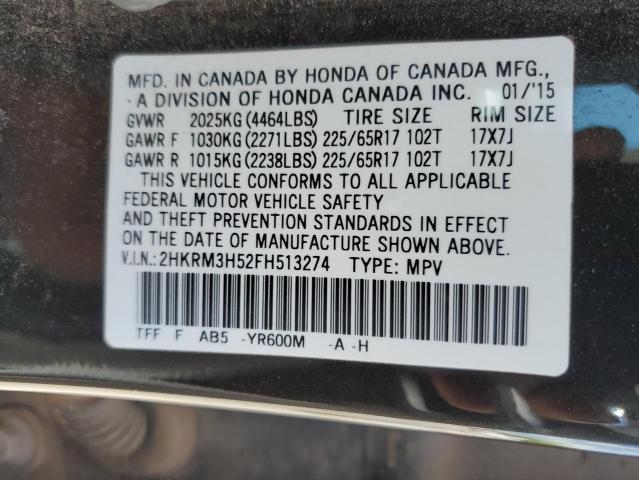 MFD. IN CANADA BY HONDA OF CANADA MFG.,
A DIVISION OF HONDA CANADA INC. 01/'15
GVWR 2025KG (4464LBS) TIRE SIZE RIM SIZE
GAWR F 1030KG (2271LBS) 225/65R17 102T 17X7J
GAWR R 1015KG (2238LBS) 225/65R17 102T 17X7J
THIS VEHICLE CONFORMS TO ALL APPLICABLE
FEDERAL MOTOR VEHICLE SAFETY
AND THEFT PREVENTION STANDARDS IN EFFECT
ON THE DATE OF MANUFACTURE SHOWN ABOVE.
V.I.N.: 2HKRM3H52FH513274 TYPE: MPV
TFF F AB5 -YR600M -A -H